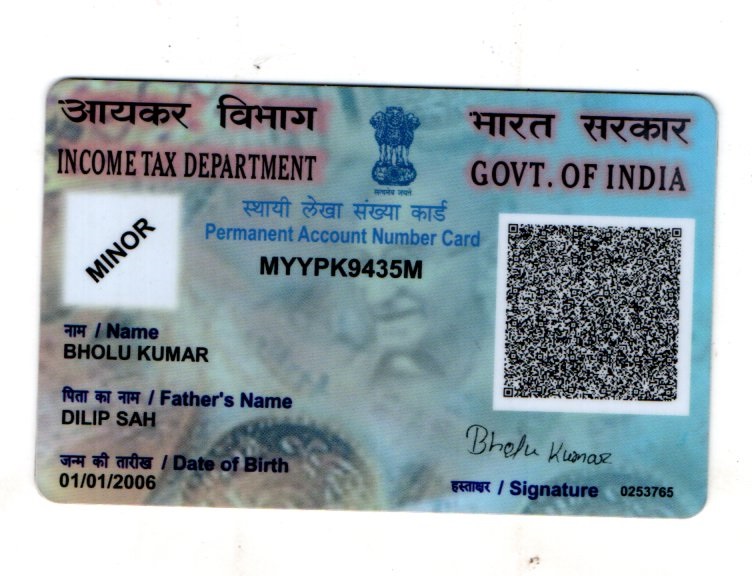 आयकर विभाग
INCOME TAX DEPARTMENT
सत्यमेव जयते
भारत सरकार
GOVT. OF INDIA
स्थायी लेखा संख्या कार्ड
Permanent Account Number Card
MYYPK9435M
MINOR
नाम / Name
BHOLU KUMAR
पिता का नाम / Father's Name
DILIP SAH
जन्म की तारीख / Date of Birth
01/01/2006
Bholu Kumar
हस्ताक्षर / Signature 0253765